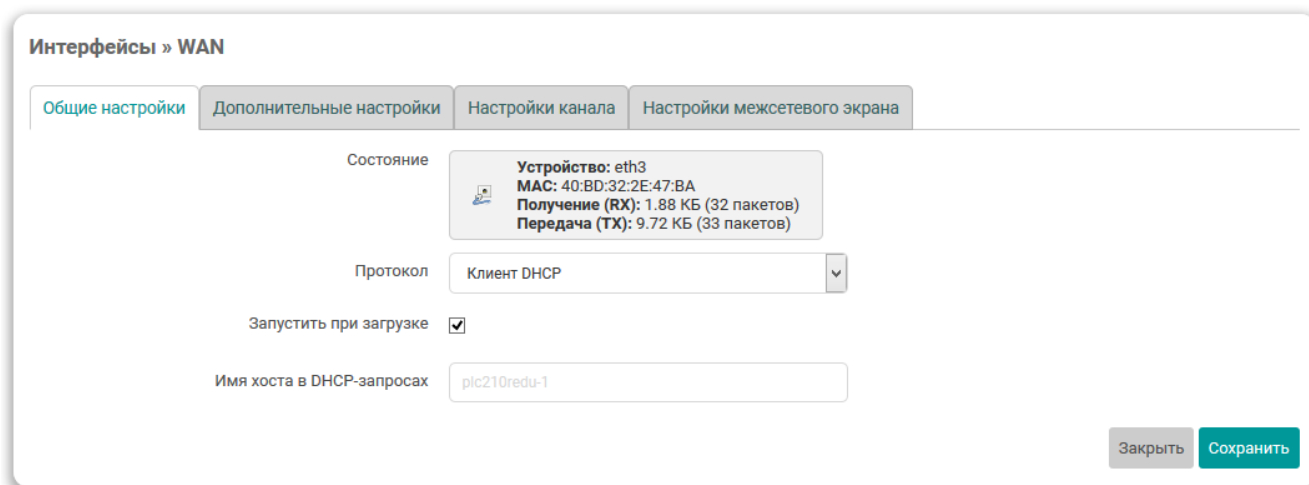 Интерфейсы » WAN
Общие настройки Дополнительные настройки Настройки канала Настройки межсетевого экрана
Состояние
Устройство: eth3
MAC: 40:BD:32:2E:47:BA
Получение (RX): 1.88 КБ (32 пакетов)
Передача (TX): 9.72 КБ (33 пакетов)
Протокол Клиент DHCP
Запустить при загрузке
Имя хоста в DHCP-запросах plc210redu-1
Закрыть Сохранить